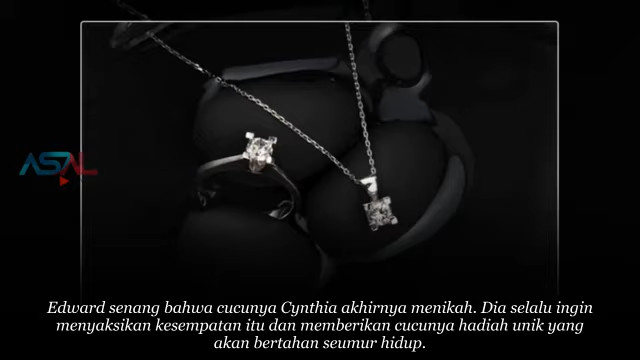 ASAL
Edward senang bahwa cucunya Cynthia akhirnya menikah. Dia selalu ingin
menyaksikan kesempatan itu dan memberikan cucunya hadiah unik yang
akan bertahan seumur hidup.